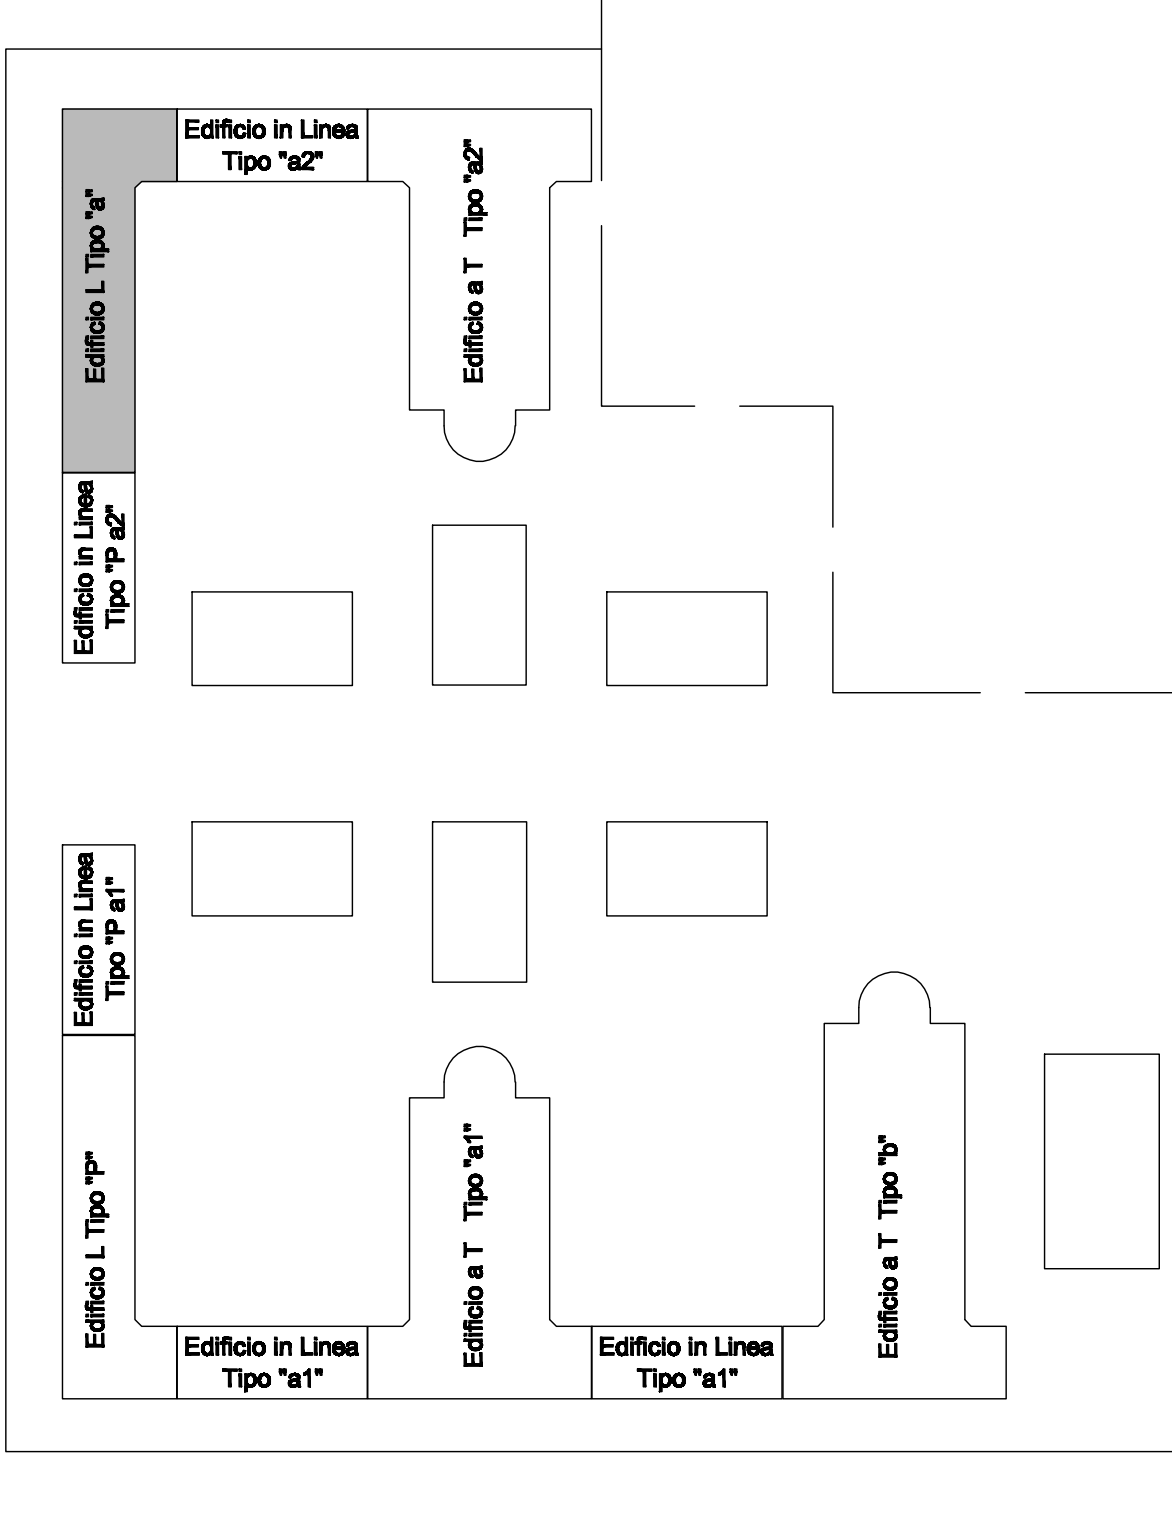 Edificio in Linea
Tipo "a2"
Edificio a T   Tipo "a2"
Edificio L Tipo "a"
Edificio in Linea
Tipo "P a2"
Edificio in Linea
Tipo "P a1"
Edificio L Tipo "P"
Edificio a T   Tipo "a1"
Edificio a T  Tipo "b"
Edificio in Linea
Tipo "a1"
Edificio in Linea
Tipo "a1"